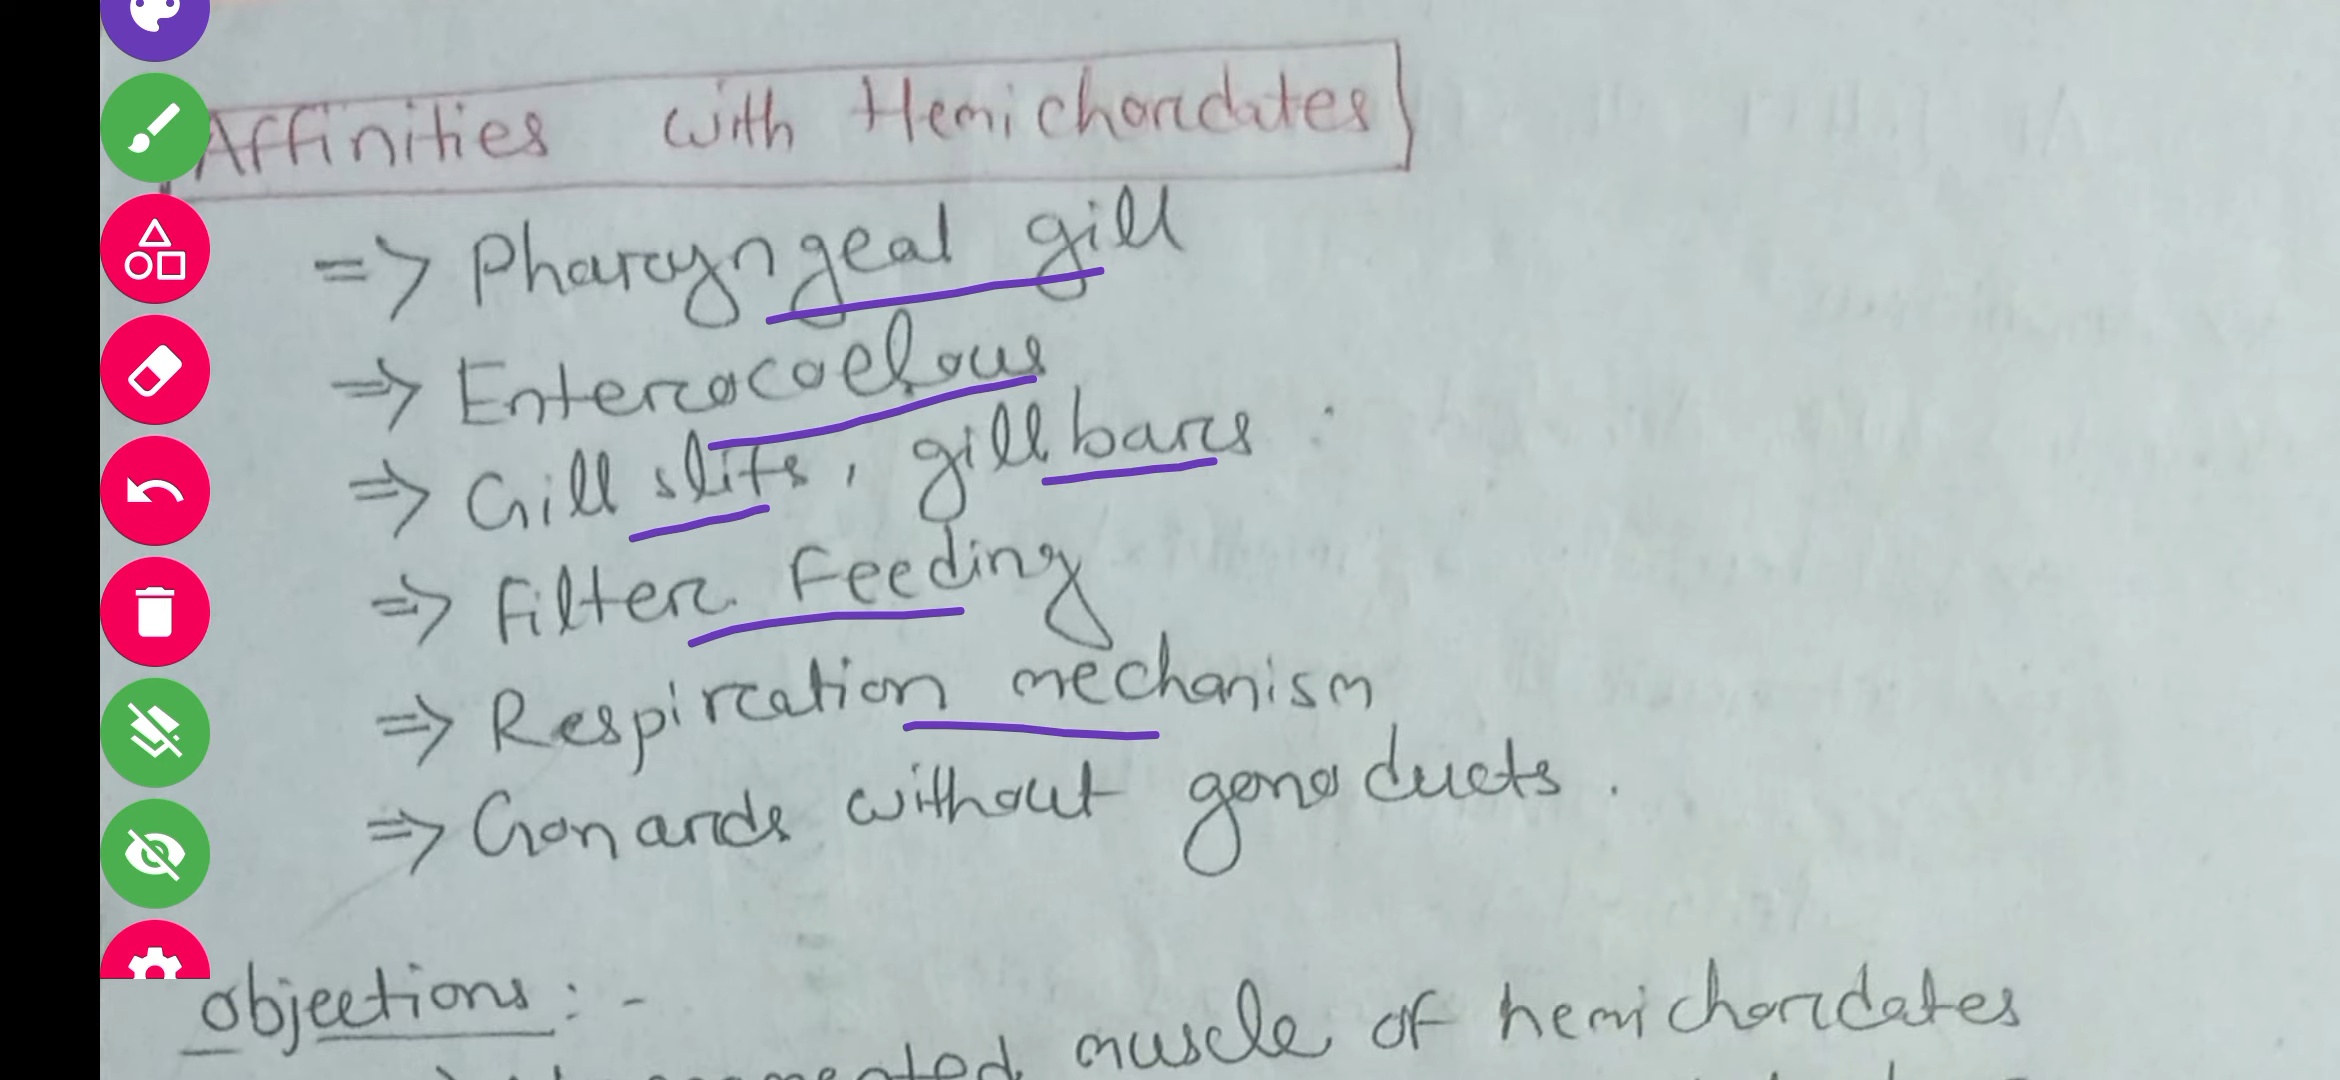 Affinities with Hemichordates
=> Pharyngeal gill
=> Enterocoelous
=> Gill slits, gill bars
=> Filter Feeding
=> Respiration mechanism
=> Gonards without gonoducts.
Objections :-
muscle of hemichordates